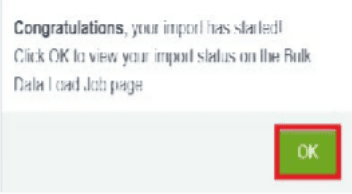 Congratulations, your import has started!
Click OK to view your import status on the Bulk
Data Load Job page
OK